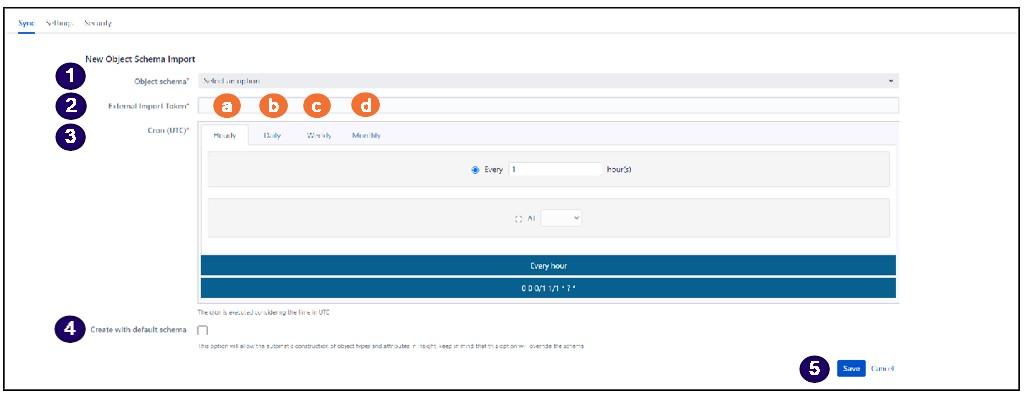 Sync Settings Security
New Object Schema Import
1 Object schema* Select an option
2 External Import Token* a b c d
3 Cron (UTC)* Hourly Daily Weekly Monthly
Every 1 hour(s)
At
Every hour
0 0 0/1 1/1 * ? *
The cron is executed considering the time in UTC
4 Create with default schema
This option will allow the automatic construction of object types and attributes in Insight, keep in mind that this option will override the schema
5 Save Cancel